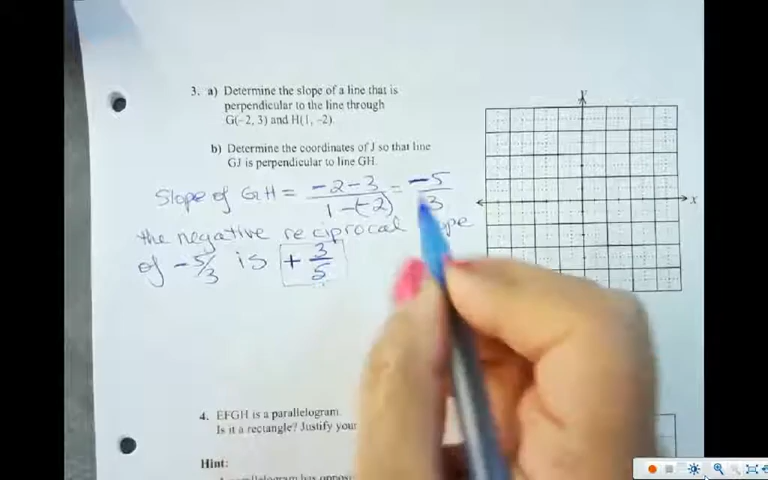 3. a) Determine the slope of a line that is
perpendicular to the line through
G(−2, 3) and H(1, −2).
b) Determine the coordinates of J so that line
GJ is perpendicular to line GH.
Slope of GH = -2-3 / 1-(-2) = -5 / 3
the negative reciprocal
of -5/3 is + 3/5
y
x
4. EFGH is a parallelogram.
Is it a rectangle? Justify your
Hint: